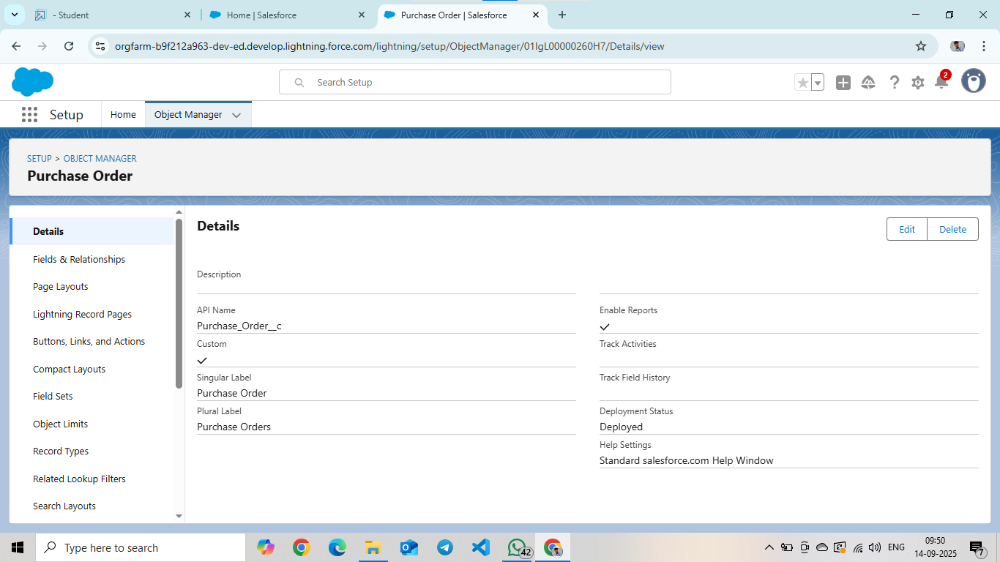 - Student
Home | Salesforce
Purchase Order | Salesforce
orgfarm-b9f212a963-dev-ed.develop.lightning.force.com/lightning/setup/ObjectManager/01IgL00000260H7/Details/view
Search Setup
2
Setup
Home
Object Manager
SETUP > OBJECT MANAGER
Purchase Order
Details
Fields & Relationships
Page Layouts
Lightning Record Pages
Buttons, Links, and Actions
Compact Layouts
Field Sets
Object Limits
Record Types
Related Lookup Filters
Search Layouts
Details
Edit
Delete
Description
API Name
Purchase_Order__c
Custom
Singular Label
Purchase Order
Plural Label
Purchase Orders
Enable Reports
Track Activities
Track Field History
Deployment Status
Deployed
Help Settings
Standard salesforce.com Help Window
Type here to search
42
ENG
09:50
14-09-2025
7